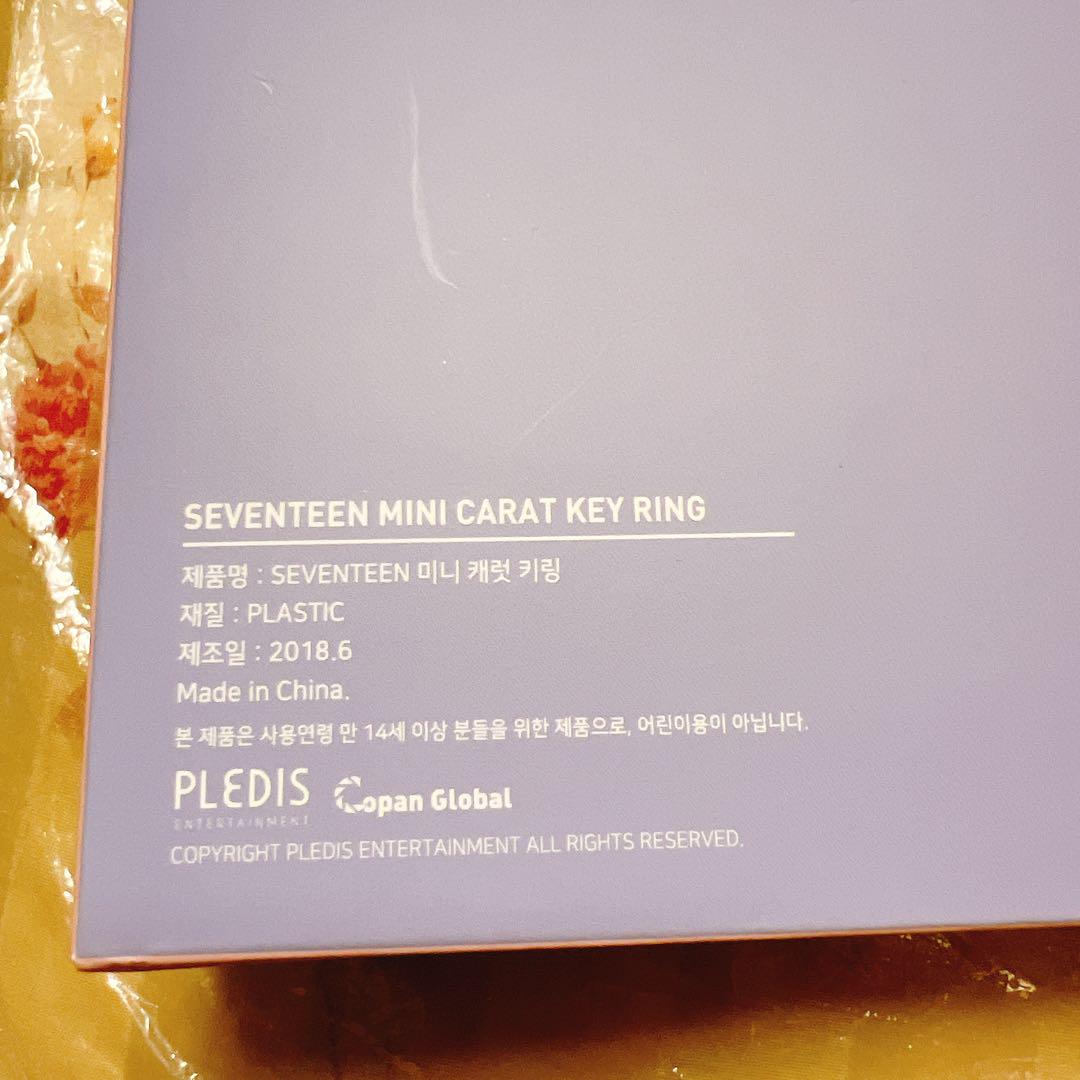 SEVENTEEN MINI CARAT KEY RING
제품명 : SEVENTEEN 미니 캐럿 키링
재질 : PLASTIC
제조일 : 2018.6
Made in China.
본 제품은 사용연령 만 14세 이상 분들을 위한 제품으로, 어린이용이 아닙니다.
PLEDIS Copan Global
ENTERTAINMENT
COPYRIGHT PLEDIS ENTERTAINMENT ALL RIGHTS RESERVED.